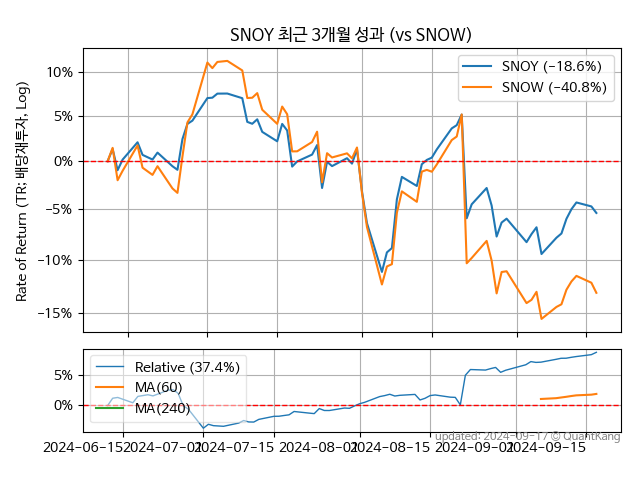 SNOY 최근 3개월 성과 (vs SNOW)
SNOY (−18.6%)
SNOW (−40.8%)
Rate of Return (TR; 배당재투자, Log)
10%
5%
0%
−5%
−10%
−15%
Relative (37.4%)
MA(60)
MA(240)
5%
0%
updated: 2024-09-17 © QuantKang
2024-06-15
2024-07-01
2024-07-15
2024-08-01
2024-08-15
2024-09-01
2024-09-15